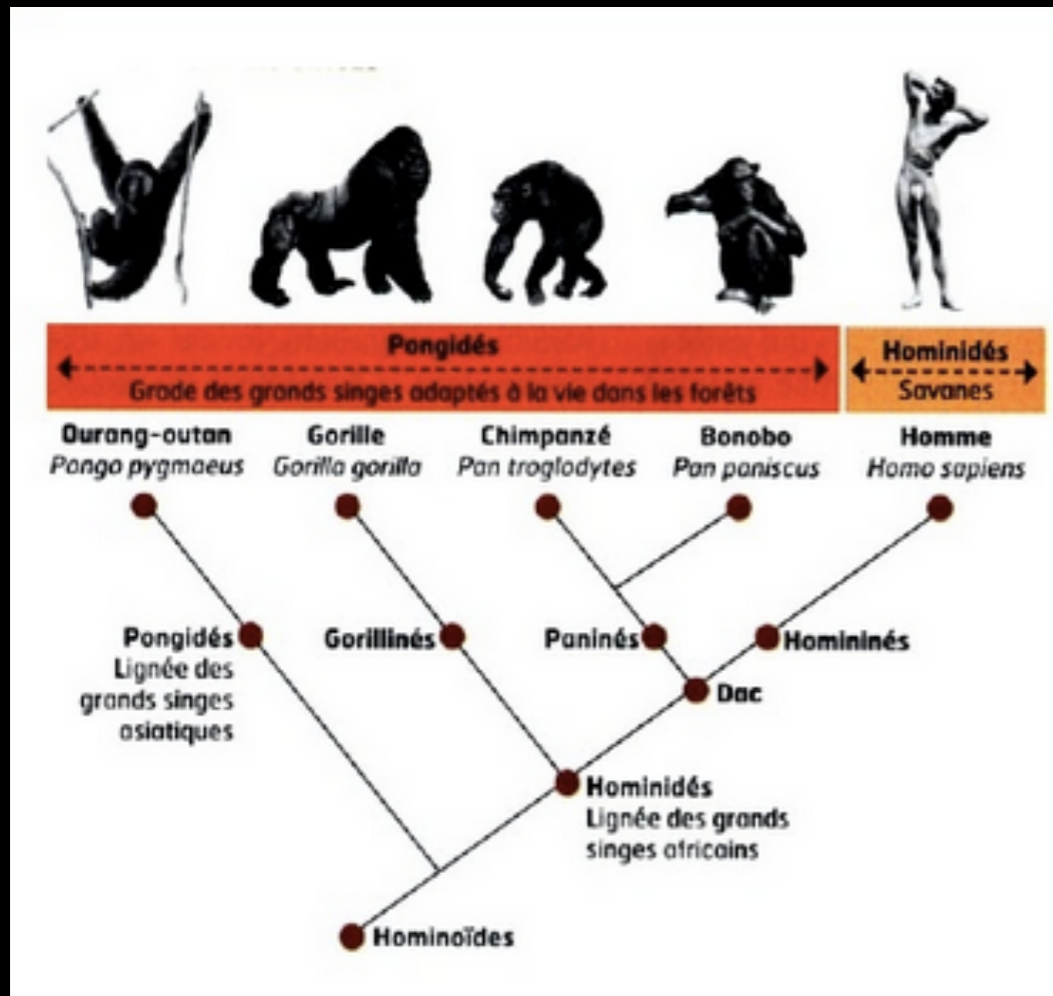 Pongidés
Grade des grands singes adaptés à la vie dans les forêts
Hominidés
Savanes
Ourang-outan
Pongo pygmaeus
Gorille
Gorilla gorilla
Chimpanzé
Pan troglodytes
Bonobo
Pan paniscus
Homme
Homo sapiens
Pongidés
Lignée des
grands singes
asiatiques
Gorillinés
Paninés
Homininés
Dac
Hominidés
Lignée des grands
singes africains
Hominoïdes